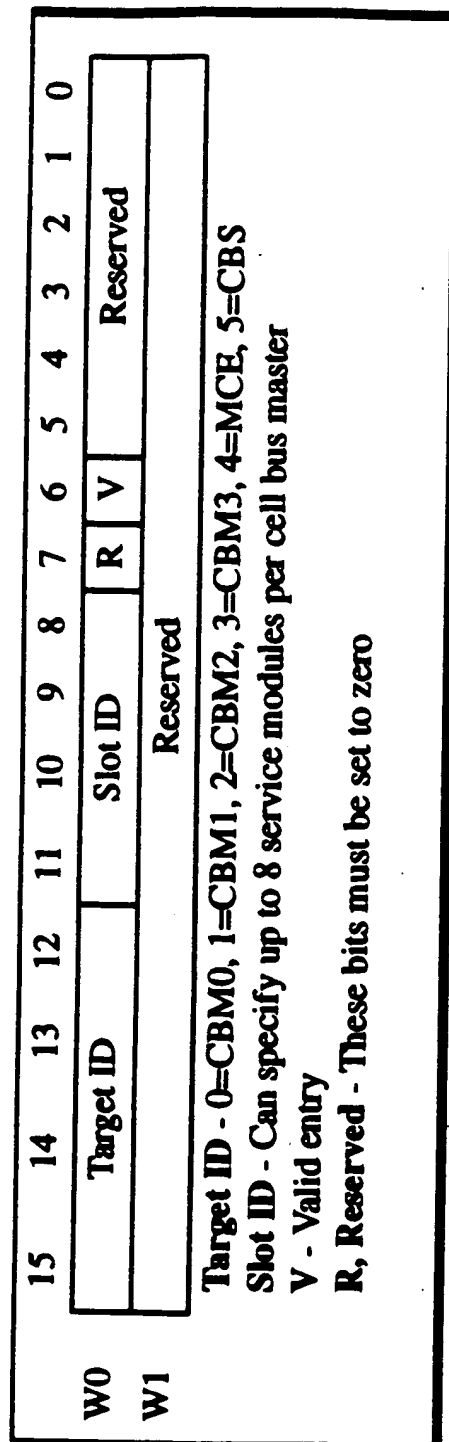 15 14 13 12 11 10 9 8 7 6 5 4 3 2 1 0
W0 Target ID Slot ID R V Reserved
W1 Reserved
Target ID - 0=CBM0, 1=CBM1, 2=CBM2, 3=CBM3, 4=MCE, 5=CBS
Slot ID - Can specify up to 8 service modules per cell bus master
V - Valid entry
R, Reserved - These bits must be set to zero